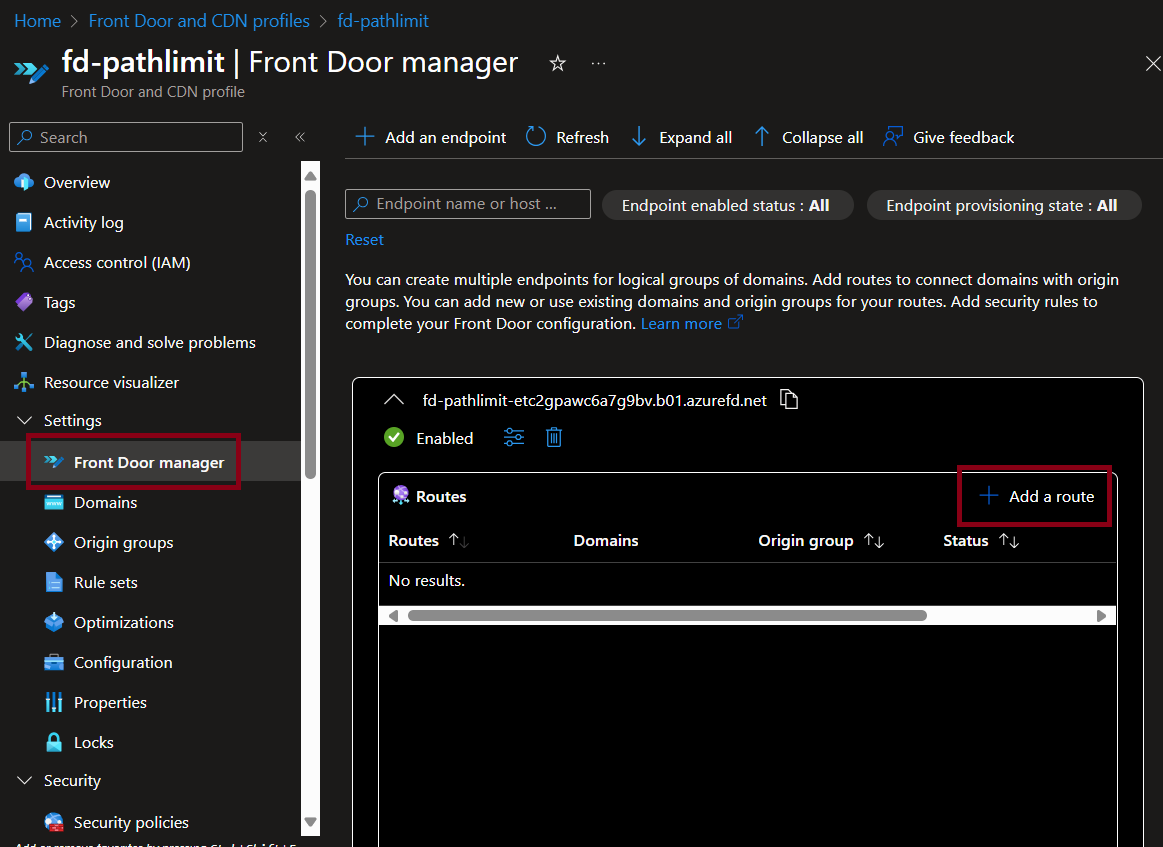 Home > Front Door and CDN profiles > fd-pathlimit
fd-pathlimit | Front Door manager
Front Door and CDN profile
Search
Overview
Activity log
Access control (IAM)
Tags
Diagnose and solve problems
Resource visualizer
Settings
Front Door manager
Domains
Origin groups
Rule sets
Optimizations
Configuration
Properties
Locks
Security
Security policies
Add an endpoint Refresh Expand all Collapse all Give feedback
Endpoint name or host ... Endpoint enabled status : All Endpoint provisioning state : All
Reset
You can create multiple endpoints for logical groups of domains. Add routes to connect domains with origin
groups. You can add new or use existing domains and origin groups for your routes. Add security rules to
complete your Front Door configuration. Learn more
fd-pathlimit-etc2gpawc6a7g9bv.b01.azurefd.net
Enabled
Routes Add a route
Routes Domains Origin group Status
No results.